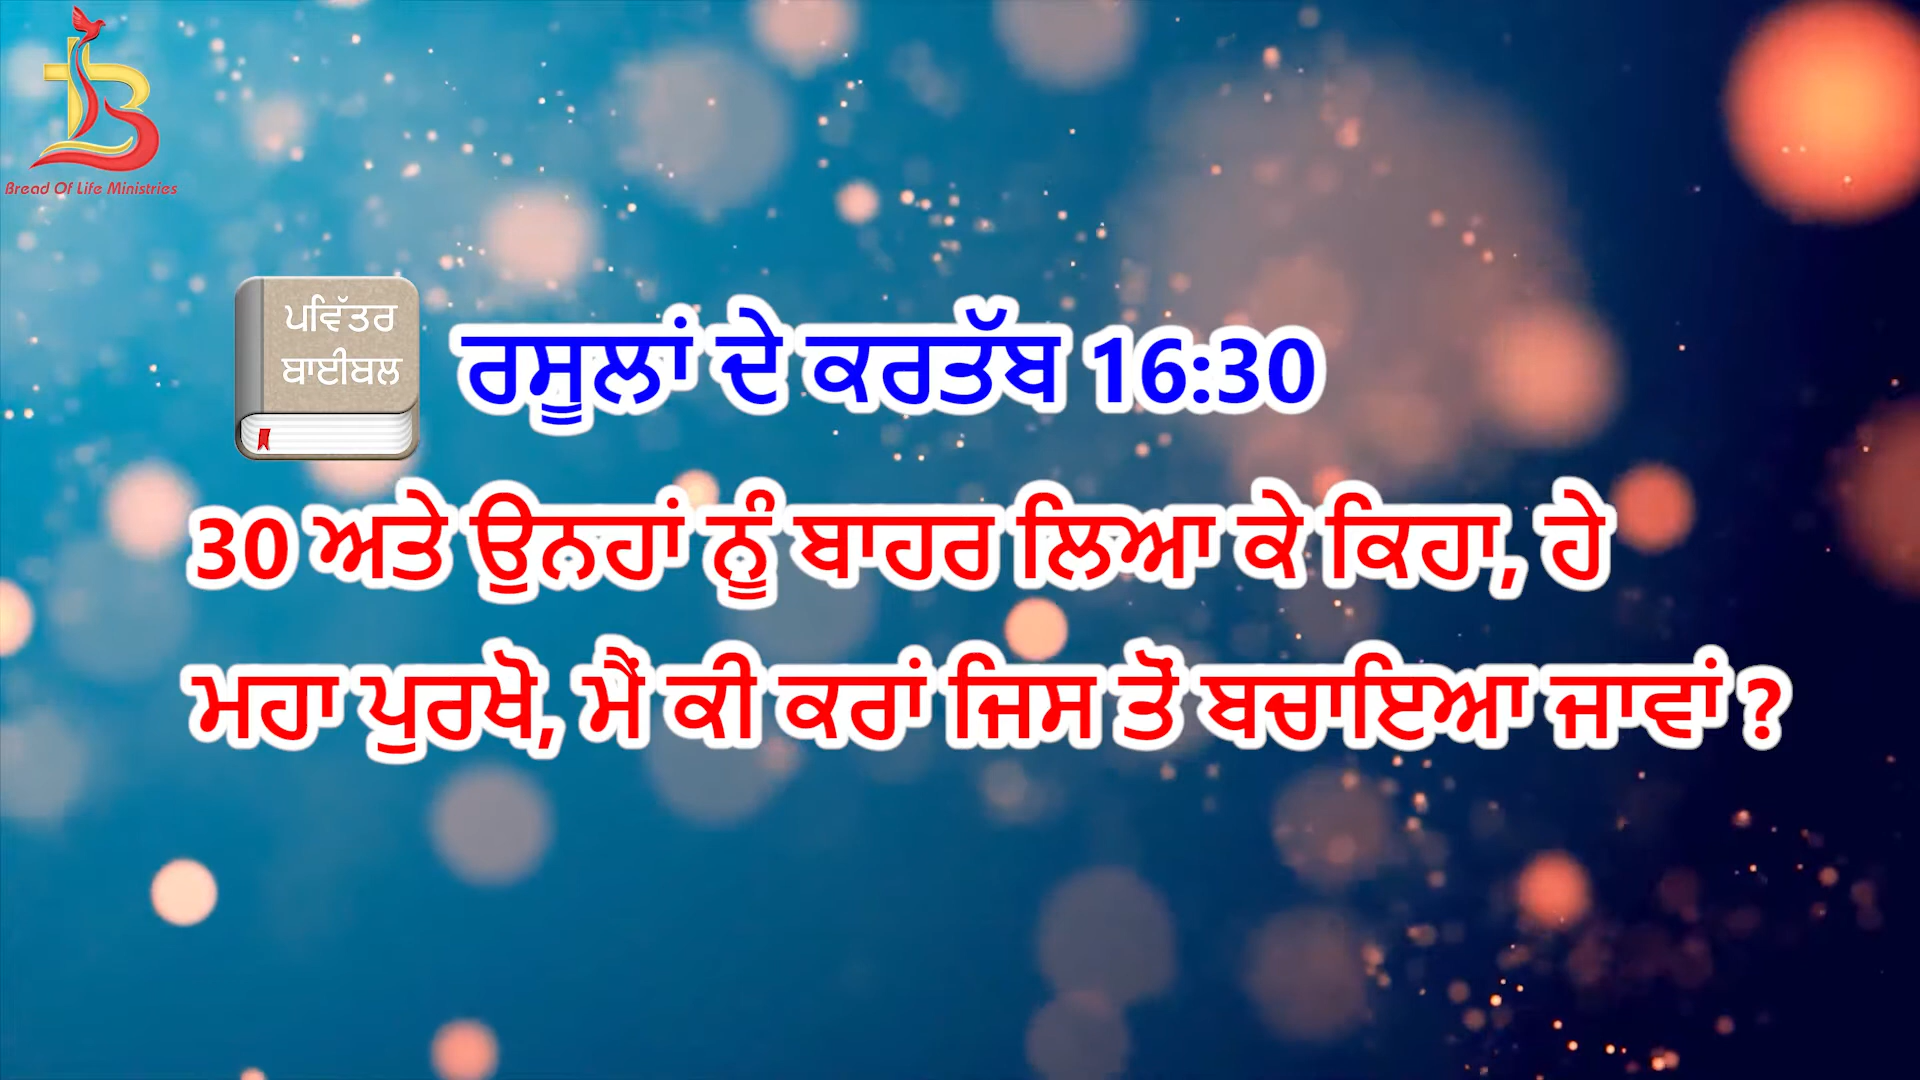 Bread Of Life Ministries
ਪਵਿੱਤਰ
ਬਾਈਬਲ
ਰਸੂਲਾਂ ਦੇ ਕਰਤੱਬ 16:30
30 ਅਤੇ ਉਨਹਾਂ ਨੂੰ ਬਾਹਰ ਲਿਆ ਕੇ ਕਿਹਾ, ਹੇ
ਮਹਾ ਪੁਰਖੋ, ਮੈਂ ਕੀ ਕਰਾਂ ਜਿਸ ਤੋਂ ਬਚਾਇਆ ਜਾਵਾਂ ?